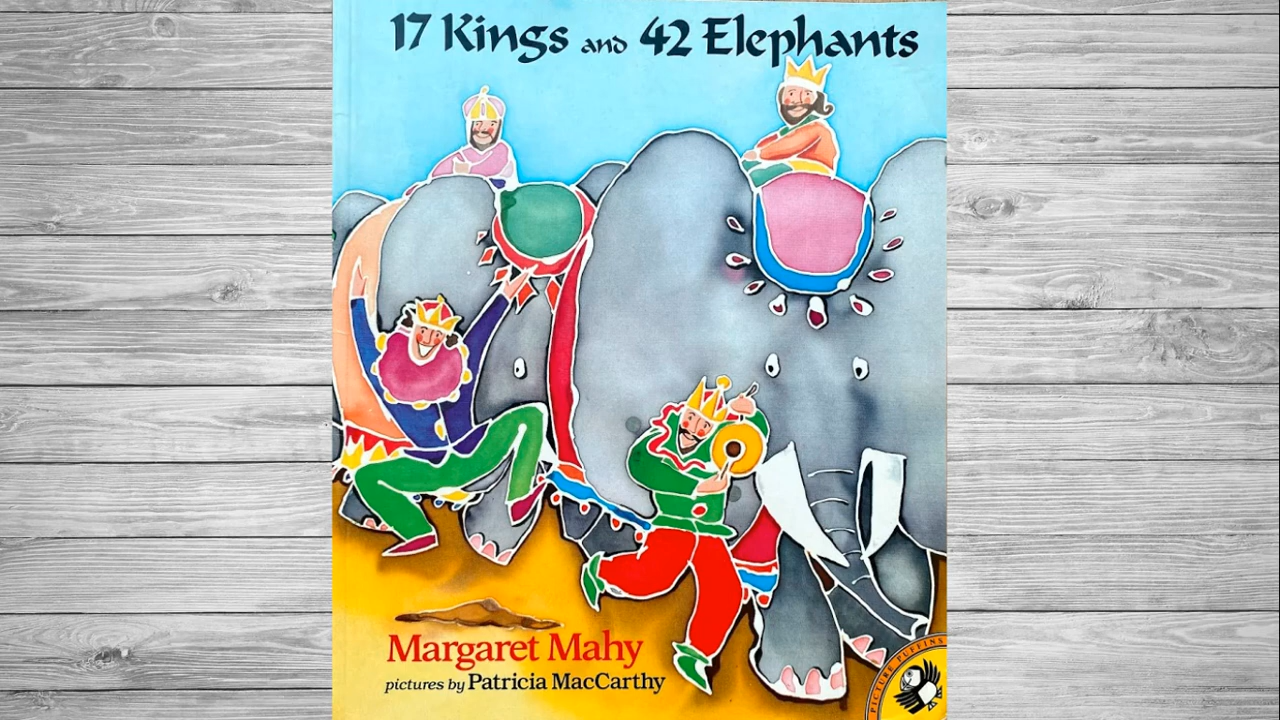 17 Kings and 42 Elephants
Margaret Mahy
pictures by Patricia MacCarthy
PICTURE PUFFINS